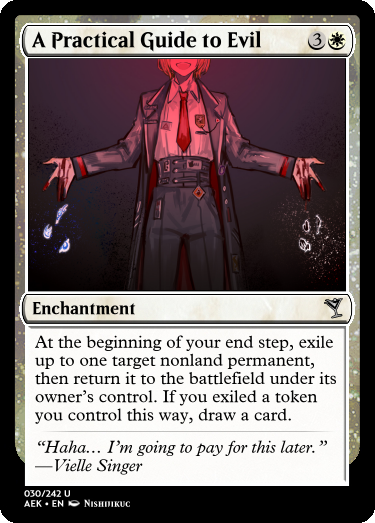 A Practical Guide to Evil 3
Enchantment
At the beginning of your end step, exile
up to one target nonland permanent,
then return it to the battlefield under its
owner's control. If you exiled a token
you control this way, draw a card.
“Haha… I'm going to pay for this later.”
—Vielle Singer
030/242 U
AEK • EN Nishijikuc